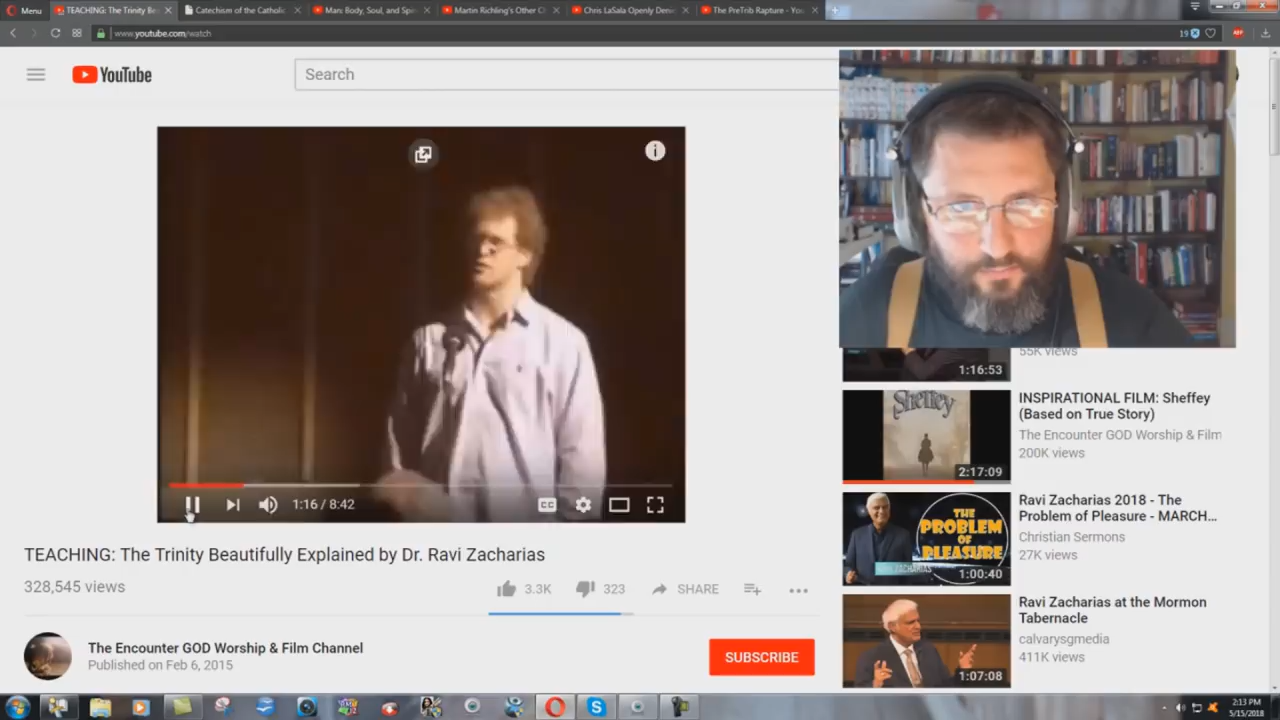 Menu
TEACHING: The Trinity Be
Catechism of the Catholic
Man: Body, Soul, and Spi
Martin Richling's Other C
Chris LaSala Openly Den
The PreTrib Rapture - You
www.youtube.com/watch
19
YouTube
Search
i
1:16 / 8:42
CC
TEACHING: The Trinity Beautifully Explained by Dr. Ravi Zacharias
328,545 views
3.3K
323
SHARE
The Encounter GOD Worship & Film Channel
Published on Feb 6, 2015
SUBSCRIBE
55K views
1:16:53
Sheffey
2:17:09
INSPIRATIONAL FILM: Sheffey
(Based on True Story)
The Encounter GOD Worship & Film
200K views
THE
PROBLEM
OF
PLEASURE
1:00:40
Ravi Zacharias 2018 - The
Problem of Pleasure - MARCH...
Christian Sermons
27K views
1:07:08
Ravi Zacharias at the Mormon
Tabernacle
calvarysgmedia
411K views
2:13 PM
5/15/2018